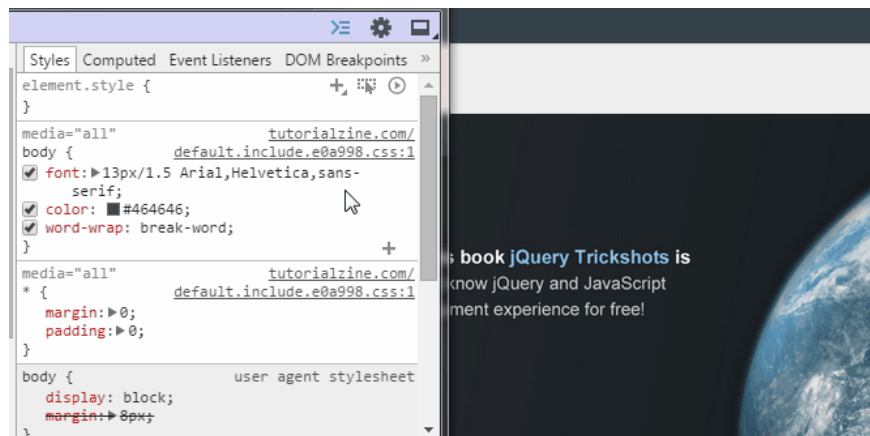 Styles Computed Event Listeners DOM Breakpoints »
element.style {
}
media="all" tutorialzine.com/
body { default.include.e0a998.css:1
font:▶13px/1.5 Arial,Helvetica,sans-
serif;
color: #464646;
word-wrap: break-word;
}
media="all" tutorialzine.com/
* { default.include.e0a998.css:1
margin:▶0;
padding:▶0;
}
body { user agent stylesheet
display: block;
margin:▶8px;
}
book jQuery Trickshots is
know jQuery and JavaScript
ment experience for free!